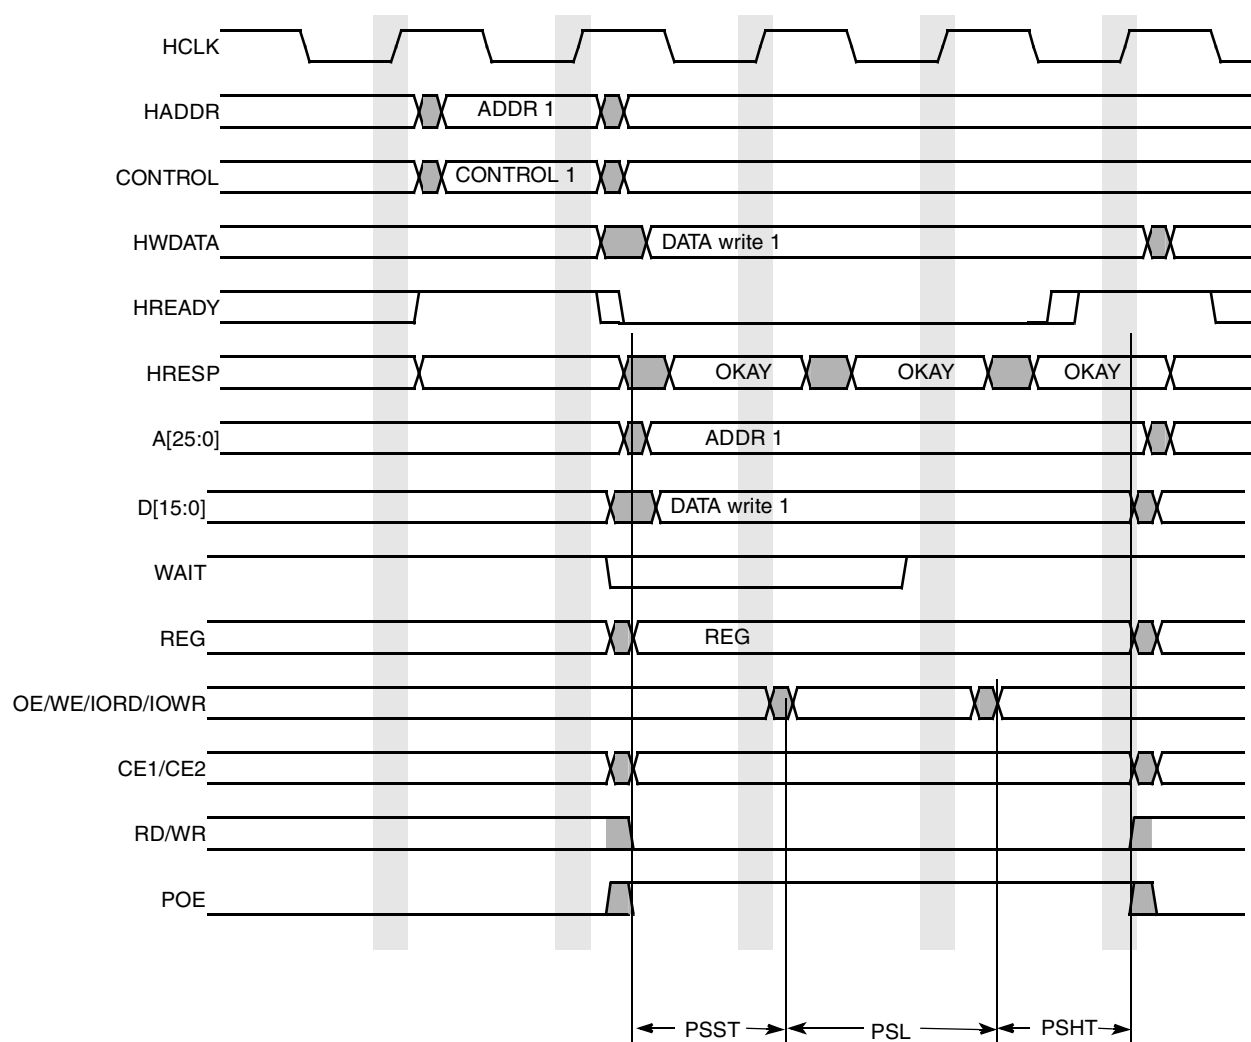 HCLK
HADDR ADDR 1
CONTROL CONTROL 1
HWDATA DATA write 1
HREADY
HRESP OKAY OKAY OKAY
A[25:0] ADDR 1
D[15:0] DATA write 1
WAIT
REG REG
OE/WE/IORD/IOWR
CE1/CE2
RD/WR
POE
PSST PSL PSHT